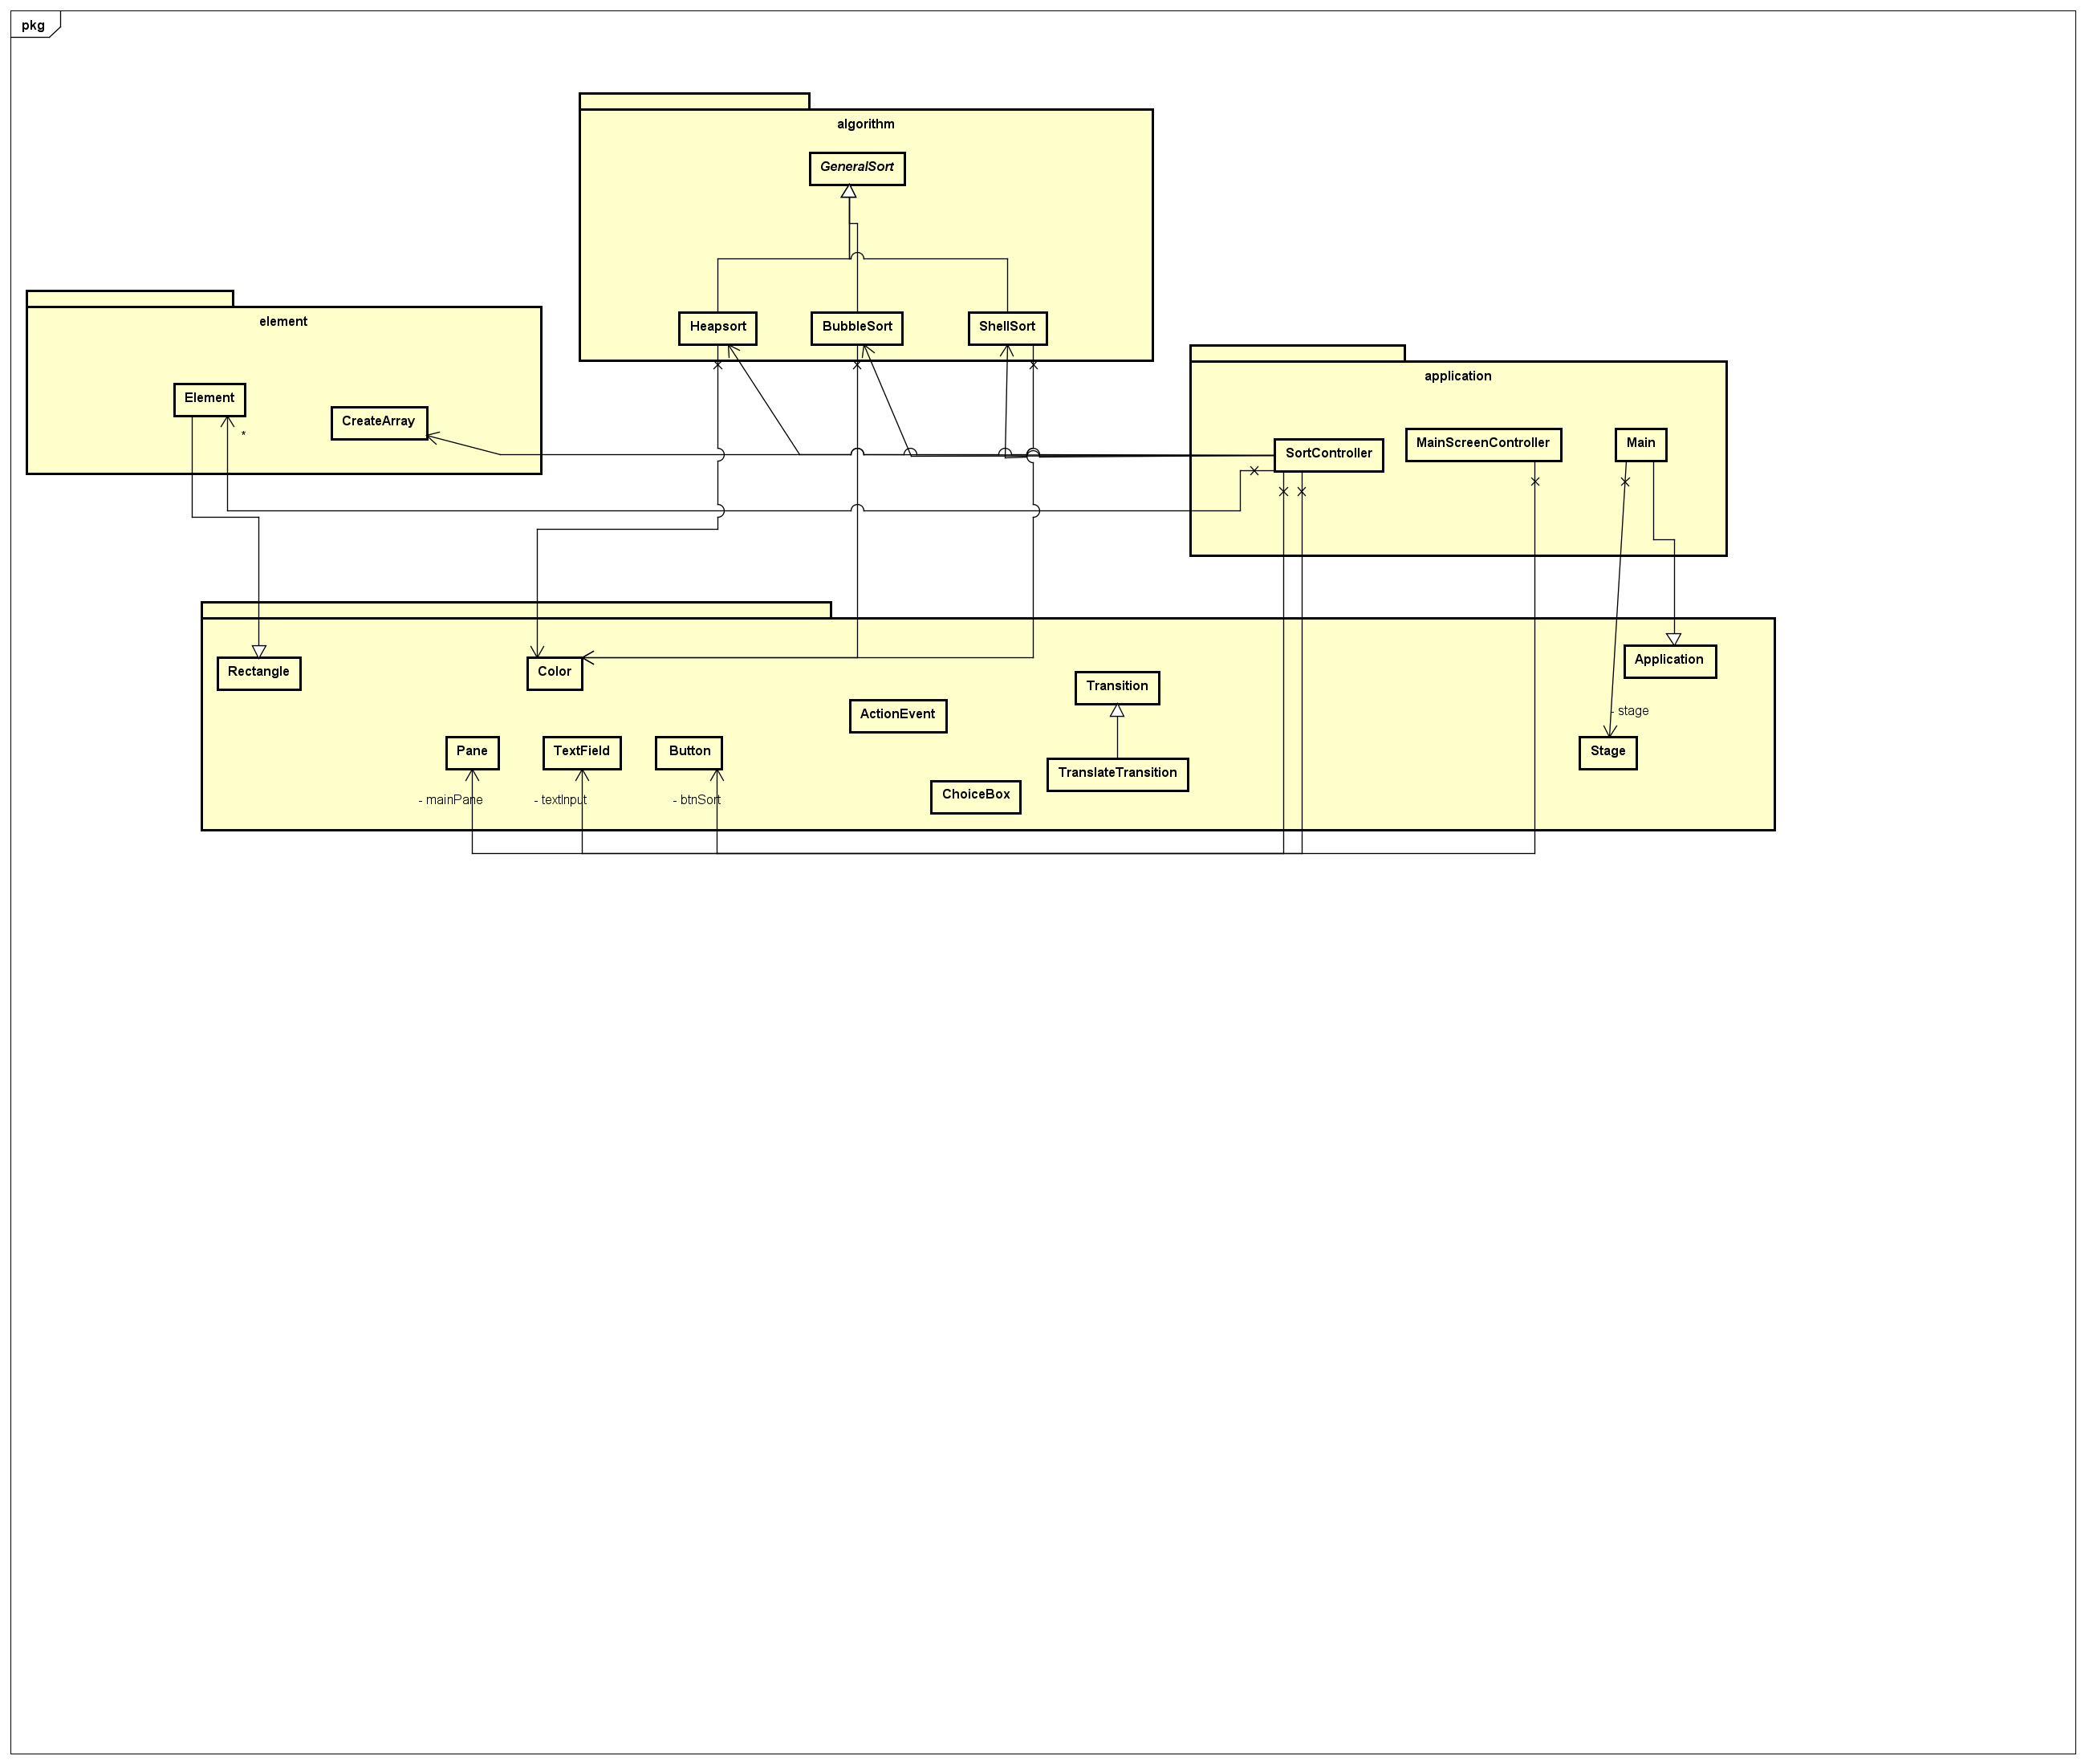 pkg
algorithm
GeneralSort
Heapsort
BubbleSort
ShellSort
element
Element
*
CreateArray
application
SortController
MainScreenController
Main
Rectangle
Color
Transition
Application
ActionEvent
- stage
Pane
TextField
Button
Stage
TranslateTransition
ChoiceBox
- mainPane
- textInput
- btnSort